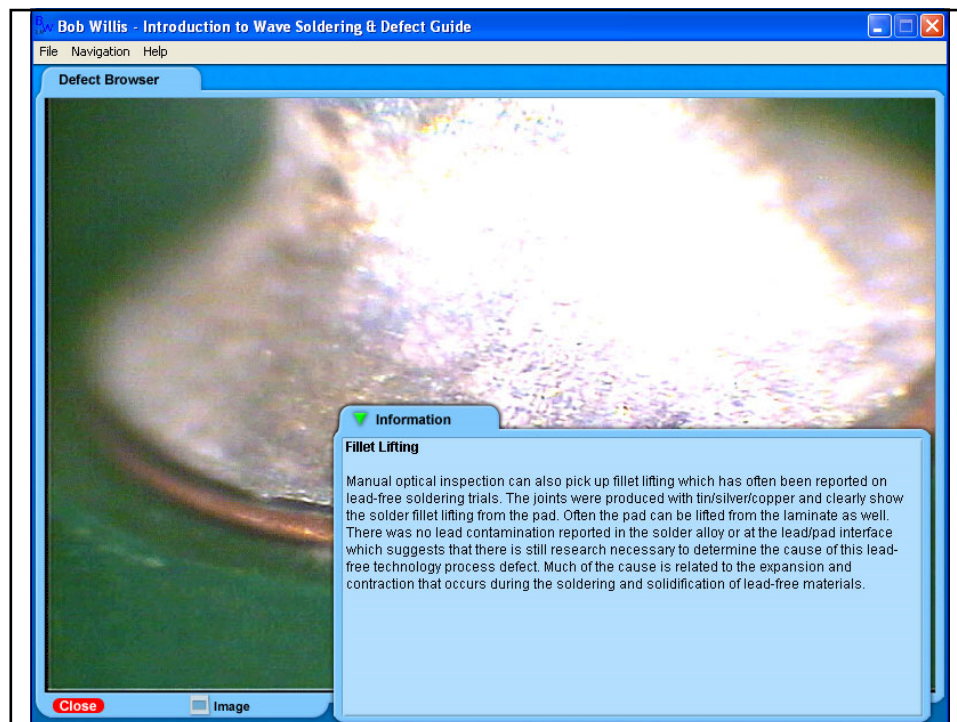 Bob Willis - Introduction to Wave Soldering & Defect Guide
File Navigation Help
Defect Browser
Information
Fillet Lifting
Manual optical inspection can also pick up fillet lifting which has often been reported on
lead-free soldering trials. The joints were produced with tin/silver/copper and clearly show
the solder fillet lifting from the pad. Often the pad can be lifted from the laminate as well.
There was no lead contamination reported in the solder alloy or at the lead/pad interface
which suggests that there is still research necessary to determine the cause of this lead-
free technology process defect. Much of the cause is related to the expansion and
contraction that occurs during the soldering and solidification of lead-free materials.
Close Image